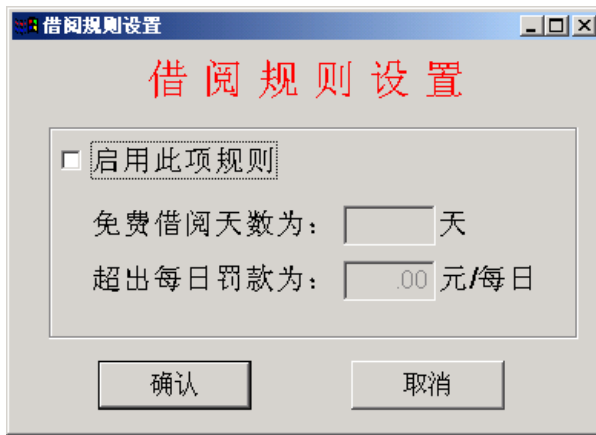 借阅规则设置
借阅规则设置
启用此项规则
免费借阅天数为： 天
超出每日罚款为： .00 元/每日
确认 取消